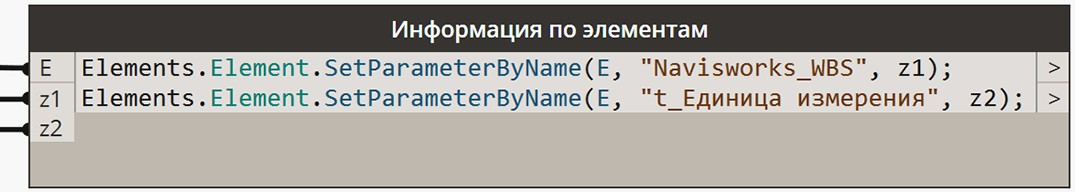 Информация по элементам
E Elements.Element.SetParameterByName(E, "Navisworks_WBS", z1); >
z1 Elements.Element.SetParameterByName(E, "t_Единица измерения", z2); >
z2